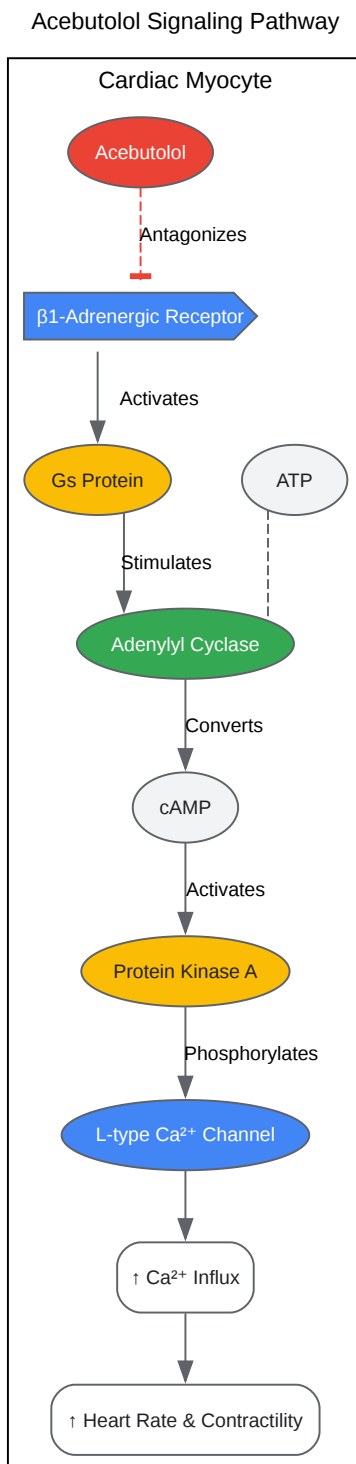 Acebutolol Signaling Pathway
Cardiac Myocyte
Acebutolol
Antagonizes
β1-Adrenergic Receptor
Activates
Gs Protein
ATP
Stimulates
Adenylyl Cyclase
Converts
cAMP
Activates
Protein Kinase A
Phosphorylates
L-type Ca²⁺ Channel
↑ Ca²⁺ Influx
↑ Heart Rate & Contractility